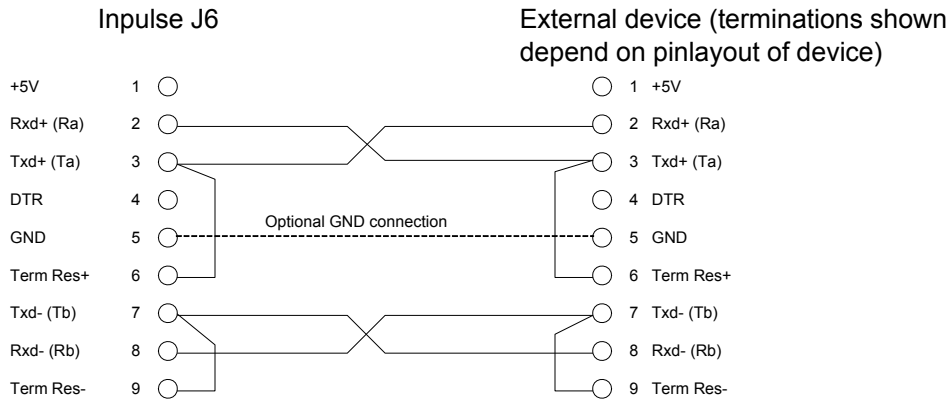 Inpulse J6
External device (terminations shown
depend on pinlayout of device)
+5V 1 1 +5V
Rxd+ (Ra) 2 2 Rxd+ (Ra)
Txd+ (Ta) 3 3 Txd+ (Ta)
DTR 4 4 DTR
Optional GND connection
GND 5 5 GND
Term Res+ 6 6 Term Res+
Txd- (Tb) 7 7 Txd- (Tb)
Rxd- (Rb) 8 8 Rxd- (Rb)
Term Res- 9 9 Term Res-